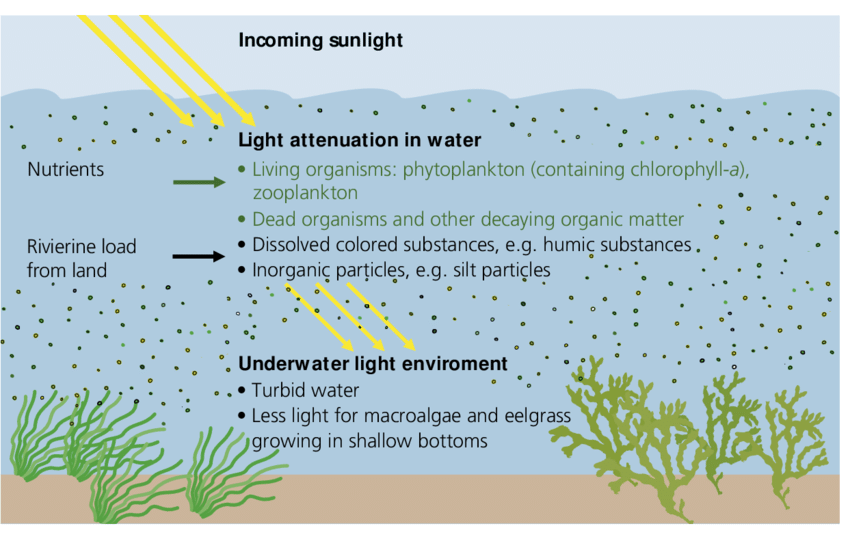 Incoming sunlight
Light attenuation in water
Nutrients
• Living organisms: phytoplankton (containing chlorophyll-a),
zooplankton
• Dead organisms and other decaying organic matter
Rivierine load
from land
• Dissolved colored substances, e.g. humic substances
• Inorganic particles, e.g. silt particles
Underwater light enviroment
• Turbid water
• Less light for macroalgae and eelgrass
growing in shallow bottoms